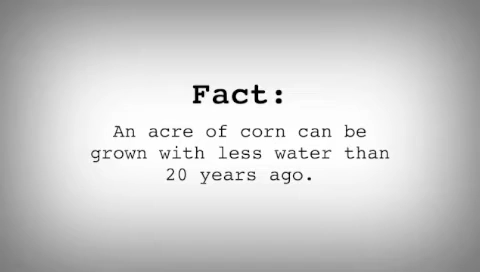 Fact:
An acre of corn can be
grown with less water than
20 years ago.